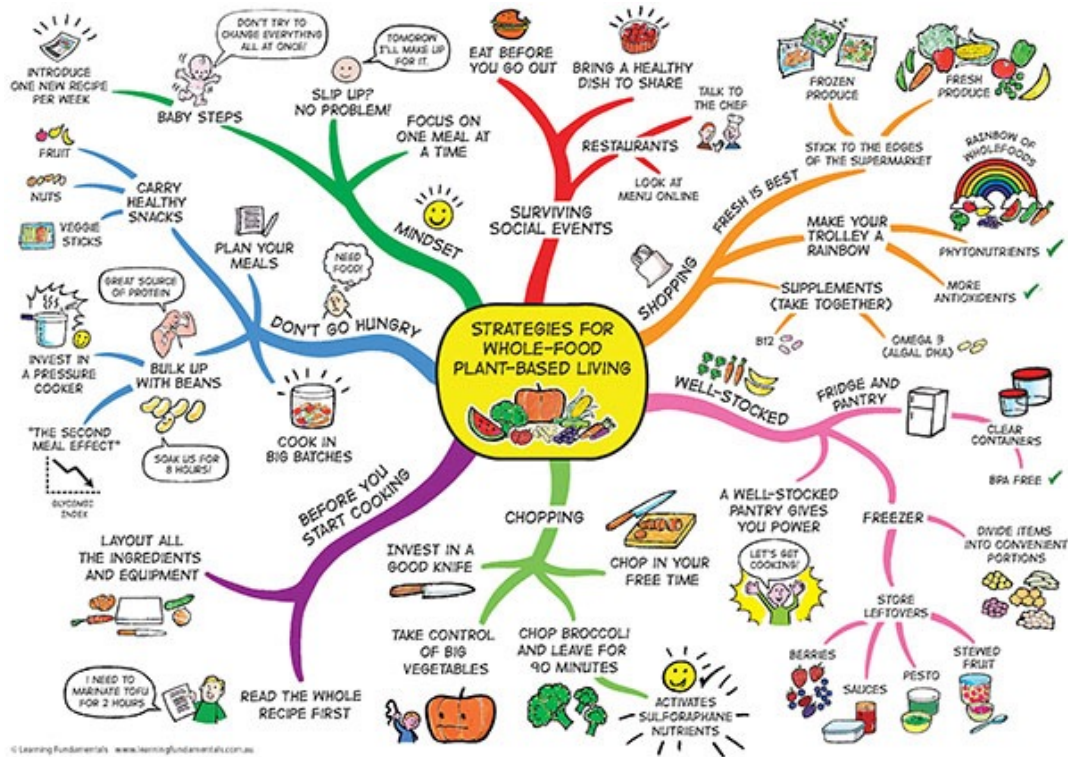 STRATEGIES FOR
WHOLE-FOOD
PLANT-BASED LIVING
MINDSET
BABY STEPS
DON'T TRY TO
CHANGE EVERYTHING
ALL AT ONCE!
INTRODUCE
ONE NEW RECIPE
PER WEEK
SLIP UP?
NO PROBLEM!
TOMOROW
I'LL MAKE UP
FOR IT.
FOCUS ON
ONE MEAL AT
A TIME
SURVIVING
SOCIAL EVENTS
EAT BEFORE
YOU GO OUT
BRING A HEALTHY
DISH TO SHARE
RESTAURANTS
TALK TO
THE CHEF
LOOK AT
MENU ONLINE
SHOPPING
FRESH IS BEST
STICK TO THE EDGES
OF THE SUPERMARKET
FROZEN
PRODUCE
FRESH
PRODUCE
MAKE YOUR
TROLLEY A
RAINBOW
RAINBOW OF
WHOLEFOODS
PHYTONUTRIENTS
MORE
ANTIOXIDENTS
SUPPLEMENTS
(TAKE TOGETHER)
B12
OMEGA 3
(ALGAL DHA)
WELL-STOCKED
FRIDGE AND
PANTRY
CLEAR
CONTAINERS
BPA FREE
A WELL-STOCKED
PANTRY GIVES
YOU POWER
LET'S GET
COOKING!
FREEZER
DIVIDE ITEMS
INTO CONVENIENT
PORTIONS
STORE
LEFTOVERS
BERRIES
SAUCES
PESTO
STEWED
FRUIT
CHOPPING
INVEST IN A
GOOD KNIFE
CHOP IN YOUR
FREE TIME
TAKE CONTROL
OF BIG
VEGETABLES
CHOP BROCCOLI
AND LEAVE FOR
90 MINUTES
ACTIVATES
SULFORAPHANE
NUTRIENTS
BEFORE YOU
START COOKING
LAYOUT ALL
THE INGREDIENTS
AND EQUIPMENT
READ THE WHOLE
RECIPE FIRST
I NEED TO
MARINATE TOFU
FOR 2 HOURS
DON'T GO HUNGRY
NEED
FOOD!
PLAN YOUR
MEALS
CARRY
HEALTHY
SNACKS
FRUIT
NUTS
VEGGIE
STICKS
BULK UP
WITH BEANS
GREAT SOURCE
OF PROTEIN
INVEST IN
A PRESSURE
COOKER
"THE SECOND
MEAL EFFECT"
GLYCEMIC
INDEX
SOAK US FOR
8 HOURS!
COOK IN
BIG BATCHES
© Learning Fundamentals www.learningfundamentals.com.au